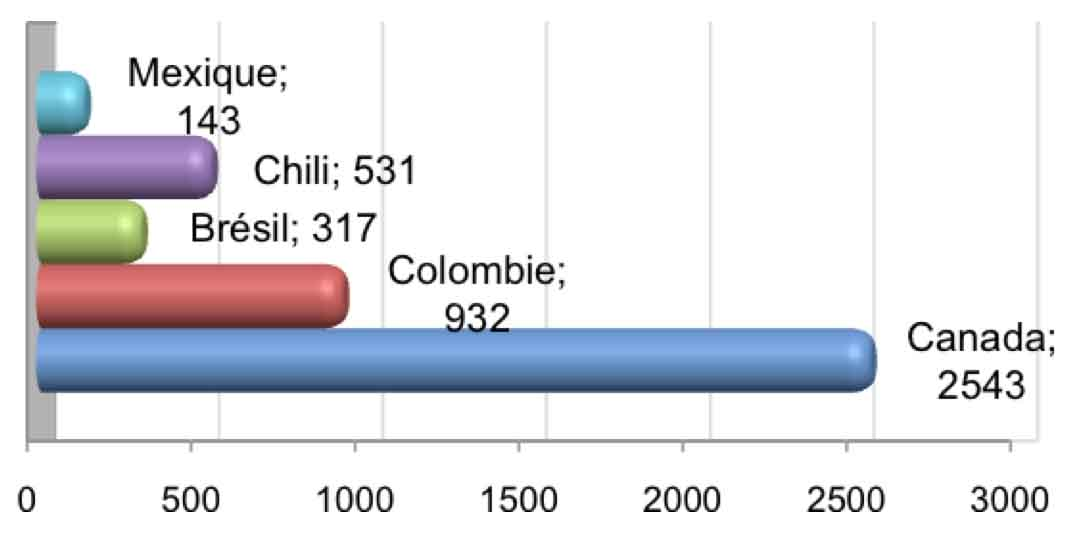 Mexique;
143
Chili; 531
Brésil; 317
Colombie;
932
Canada;
2543
0 500 1000 1500 2000 2500 3000